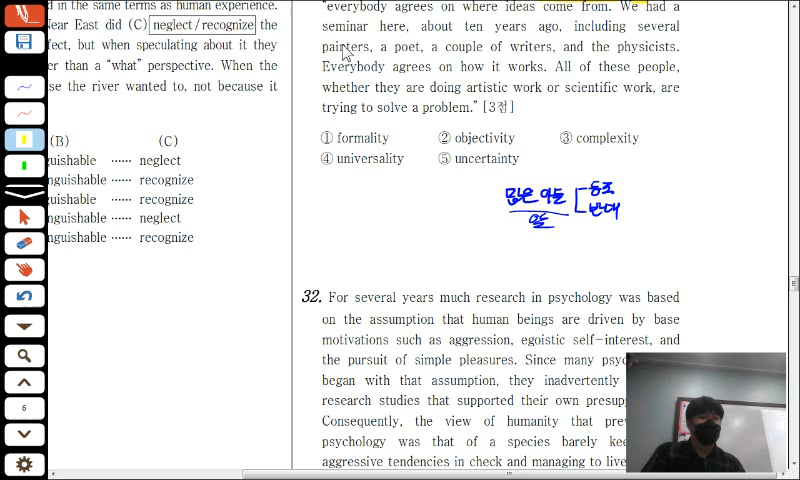 d in the same terms as human experience.
Near East did (C) neglect / recognize the
fect, but when speculating about it they
er than a “what” perspective. When the
se the river wanted to, not because it
(B) (C)
guishable ······ neglect
nguishable ······ recognize
guishable ······ recognize
nguishable ······ neglect
nguishable ······ recognize
“everybody agrees on where ideas come from. We had a
seminar here, about ten years ago, including several
painters, a poet, a couple of writers, and the physicists.
Everybody agrees on how it works. All of these people,
whether they are doing artistic work or scientific work, are
trying to solve a problem.” [3점]
① formality ② objectivity ③ complexity
④ universality ⑤ uncertainty
많은 아들 동조
반대
32. For several years much research in psychology was based
on the assumption that human beings are driven by base
motivations such as aggression, egoistic self-interest, and
the pursuit of simple pleasures. Since many psyc
began with that assumption, they inadvertently
research studies that supported their own presup
Consequently, the view of humanity that pre
psychology was that of a species barely kee
aggressive tendencies in check and managing to live
6